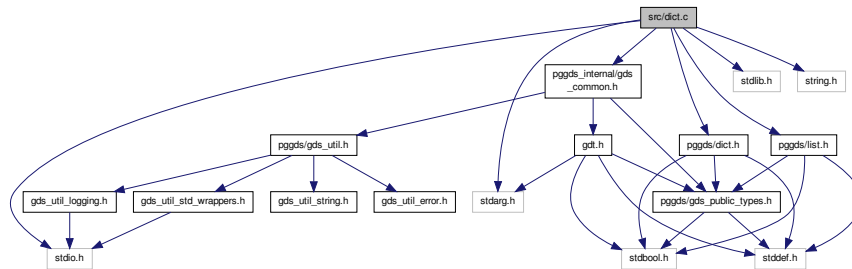 src/dict.c
pggds_internal/gds
_common.h
stdlib.h
string.h
pggds/gds_util.h
gdt.h
pggds/dict.h
pggds/list.h
gds_util_logging.h
gds_util_std_wrappers.h
gds_util_string.h
gds_util_error.h
stdarg.h
pggds/gds_public_types.h
stdio.h
stdbool.h
stddef.h